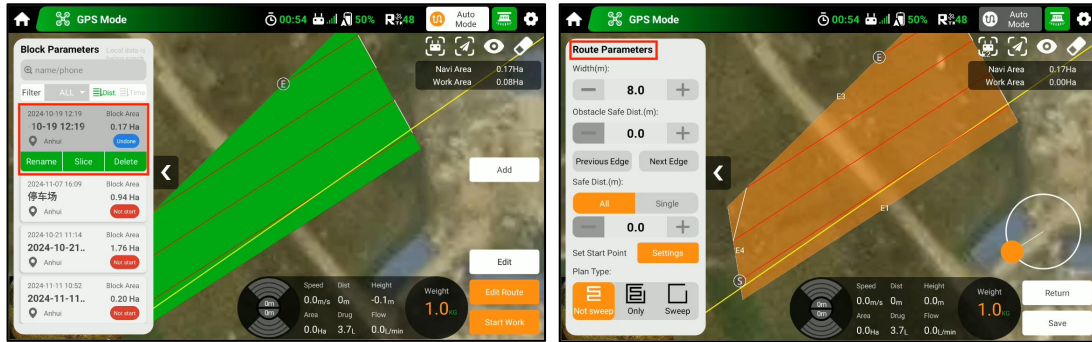 GPS Mode
00:54
50%
R 48
Auto
Mode
Block Parameters
Local data is
name/phone
Filter
ALL
Dist.
Time
2024-10-19 12:19
Block Area
-10-19 12:19
0.17 Ha
Anhui
Undone
Rename
Slice
Delete
2024-11-07 16:09
Block Area
停车场
0.94 Ha
Anhui
Not start
2024-10-21 11:14
Block Area
2024-10-21..
1.76 Ha
Anhui
Not start
2024-11-11 10:52
Block Area
2024-11-11..
0.20 Ha
Anhui
Not start
E
Navi Area 0.17Ha
Work Area 0.08Ha
Add
Edit
Edit Route
Start Work
0m
0m
Speed Dist Height
0.0m/s 0m -0.1m
Area Drug Flow
0.0Ha 3.7L 0.0L/min
Weight
1.0KG
GPS Mode
00:54
50%
R 48
Auto
Mode
Route Parameters
Width(m):
8.0
Obstacle Safe Dist.(m):
0.0
Previous Edge
Next Edge
Safe Dist.(m):
All
Single
0.0
Set Start Point
Settings
Plan Type:
Not sweep
Only
Sweep
E
E3
E1
E4
S
Navi Area 0.17Ha
Work Area 0.00Ha
0m
0m
Speed Dist Height
0.0m/s 0m 0.0m
Area Drug Flow
0.0Ha 3.7L 0.0L/min
Weight
1.0KG
Return
Save